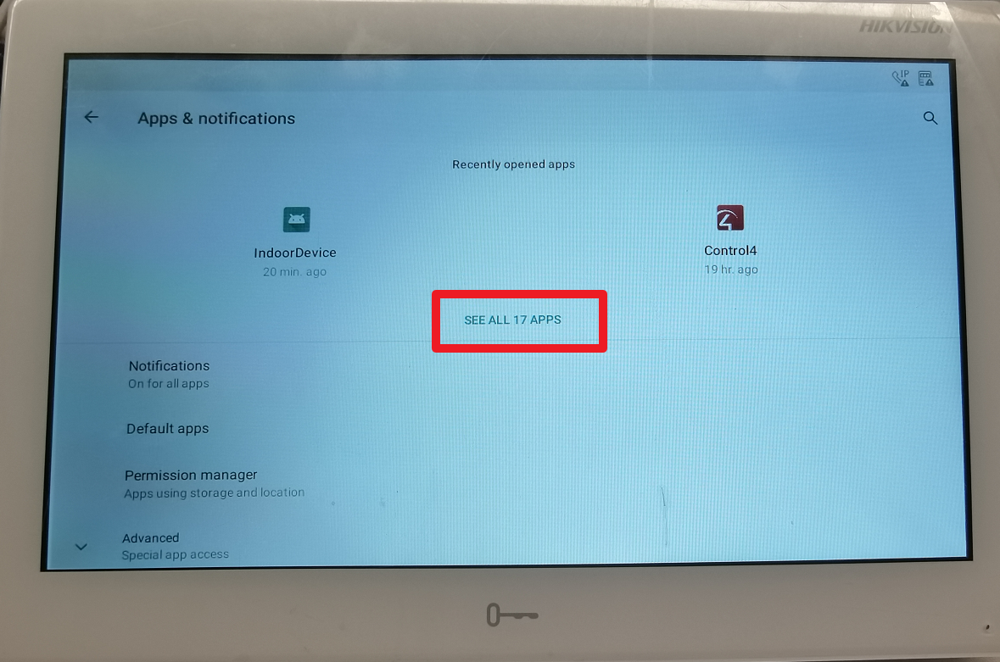 HIKVISION
IP
Apps & notifications
Recently opened apps
IndoorDevice
20 min. ago
Control4
19 hr. ago
SEE ALL 17 APPS
Notifications
On for all apps
Default apps
Permission manager
Apps using storage and location
Advanced
Special app access